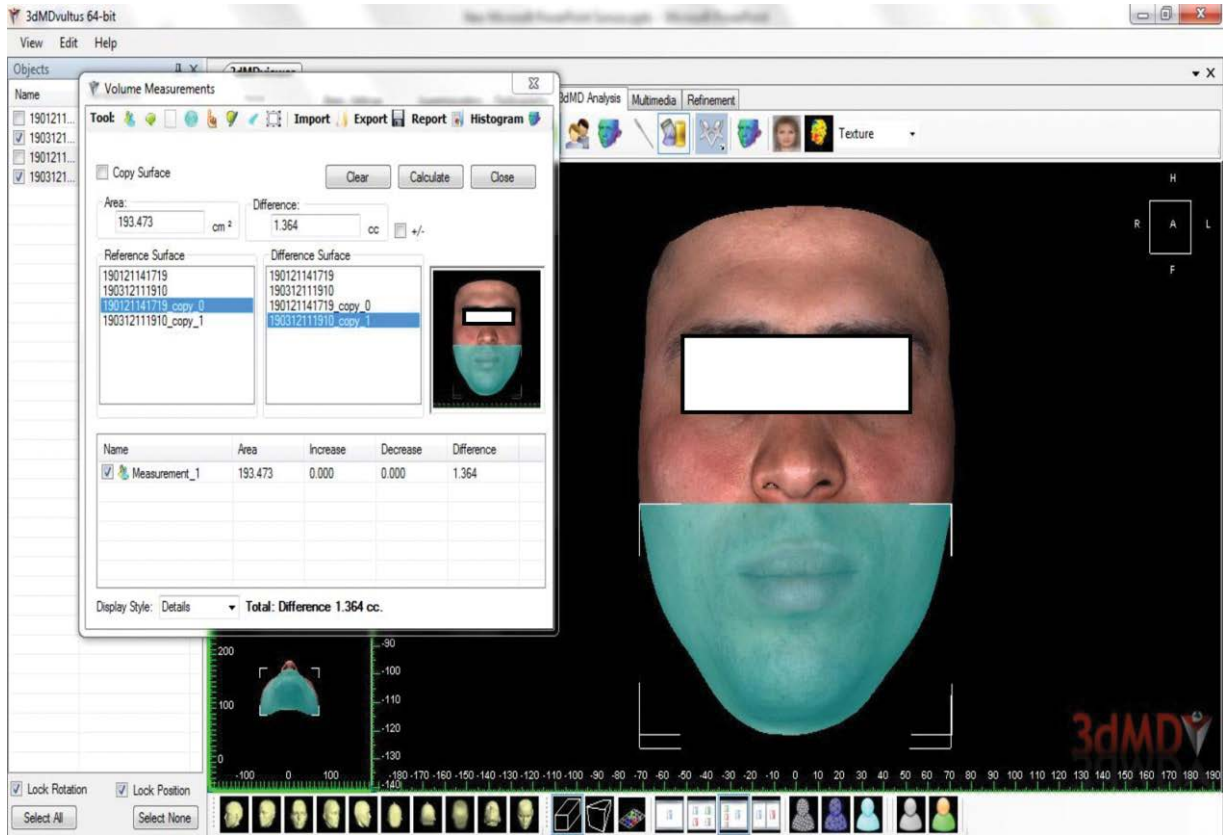 3dMDvultus 64-bit
View Edit Help
Objects
Name
1901211...
1903121...
1901211...
1903121...
3dMD Analysis Multimedia Refinement
Texture
Volume Measurements
Tool: Import Export Report Histogram
Copy Surface
Clear Calculate Close
Area: Difference:
193.473 cm ² 1.364 cc +/-
Reference Surface Difference Surface
190121141719 190121141719
190312111910 190312111910
190121141719_copy_0 190121141719_copy_0
190312111910_copy_1 190312111910_copy_1
Name Area Increase Decrease Difference
Measurement_1 193.473 0.000 0.000 1.364
Display Style: Details Total: Difference 1.364 cc.
H
R A L
F
200
100
0
-100 0 100
-90
-100
-110
-120
-130
-140
-180 -170 -160 -150 -140 -130 -120 -110 -100 -90 -80 -70 -60 -50 -40 -30 -20 -10 0 10 20 30 40 50 60 70 80 90 100 110 120 130 140 150 160 170 180 190
3dMD
Lock Rotation Lock Position
Select All Select None